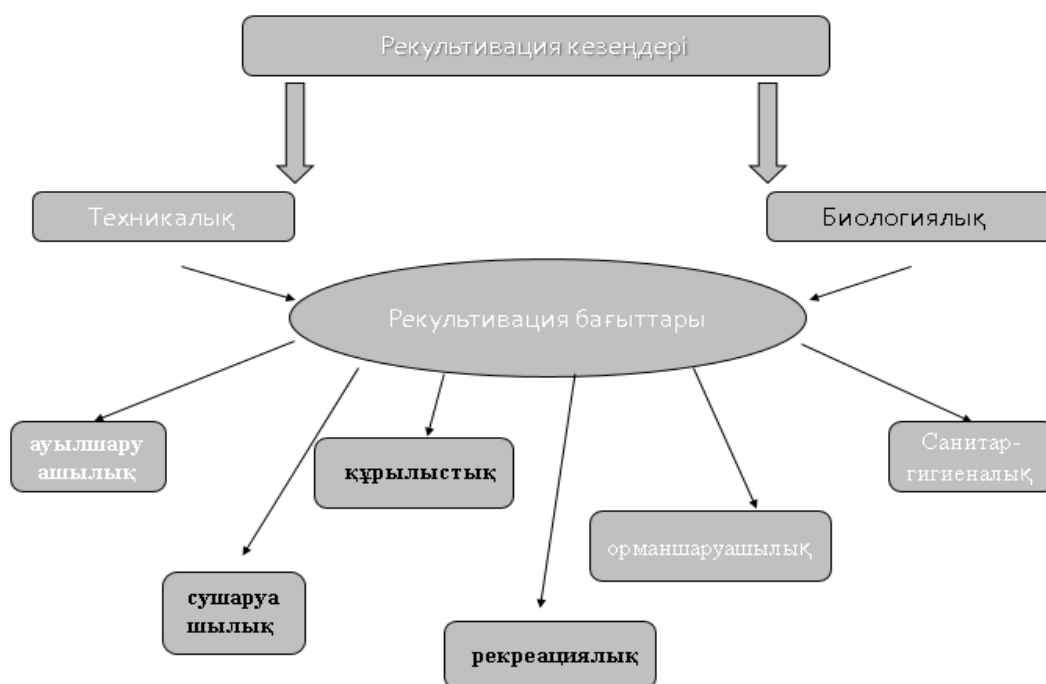 Рекультивация кезеңдері
Техникалық
Биологиялық
Рекультивация бағыттары
ауылшару
ашылық
құрылыстық
Санитар-
гигиеналық
орманшаруашылық
сушаруа
шылық
рекреациялық